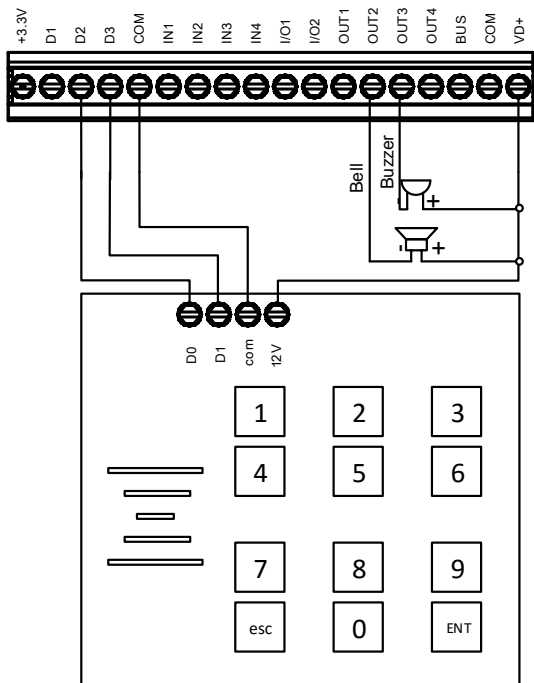 +3.3V D1 D2 D3 COM IN1 IN2 IN3 IN4 I/O1 I/O2 OUT1 OUT2 OUT3 OUT4 BUS COM VD+
Bell
Buzzer
- +
- +
D0 D1 com 12V
1 2 3
4 5 6
7 8 9
esc 0 ENT